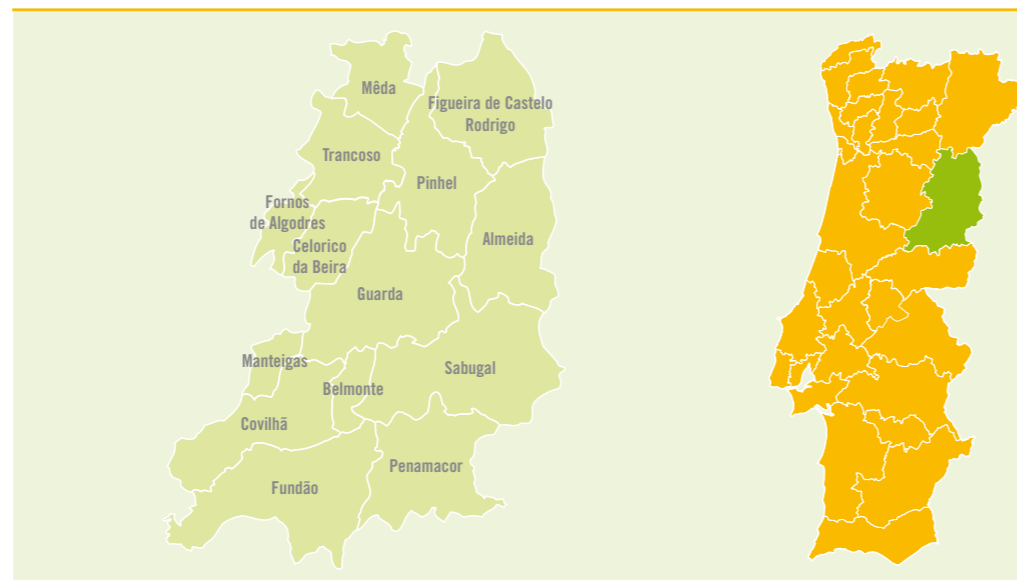 Mêda
Figueira de Castelo
Rodrigo
Trancoso
Pinhel
Fornos
de Algodres
Celorico
da Beira
Almeida
Guarda
Manteigas
Belmonte
Sabugal
Covilhã
Penamacor
Fundão